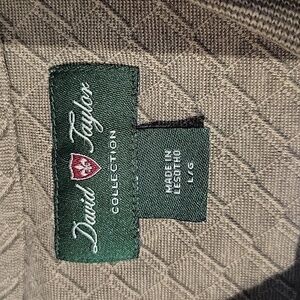 David Taylor
COLLECTION
MADE IN
LESOTHO
L/G